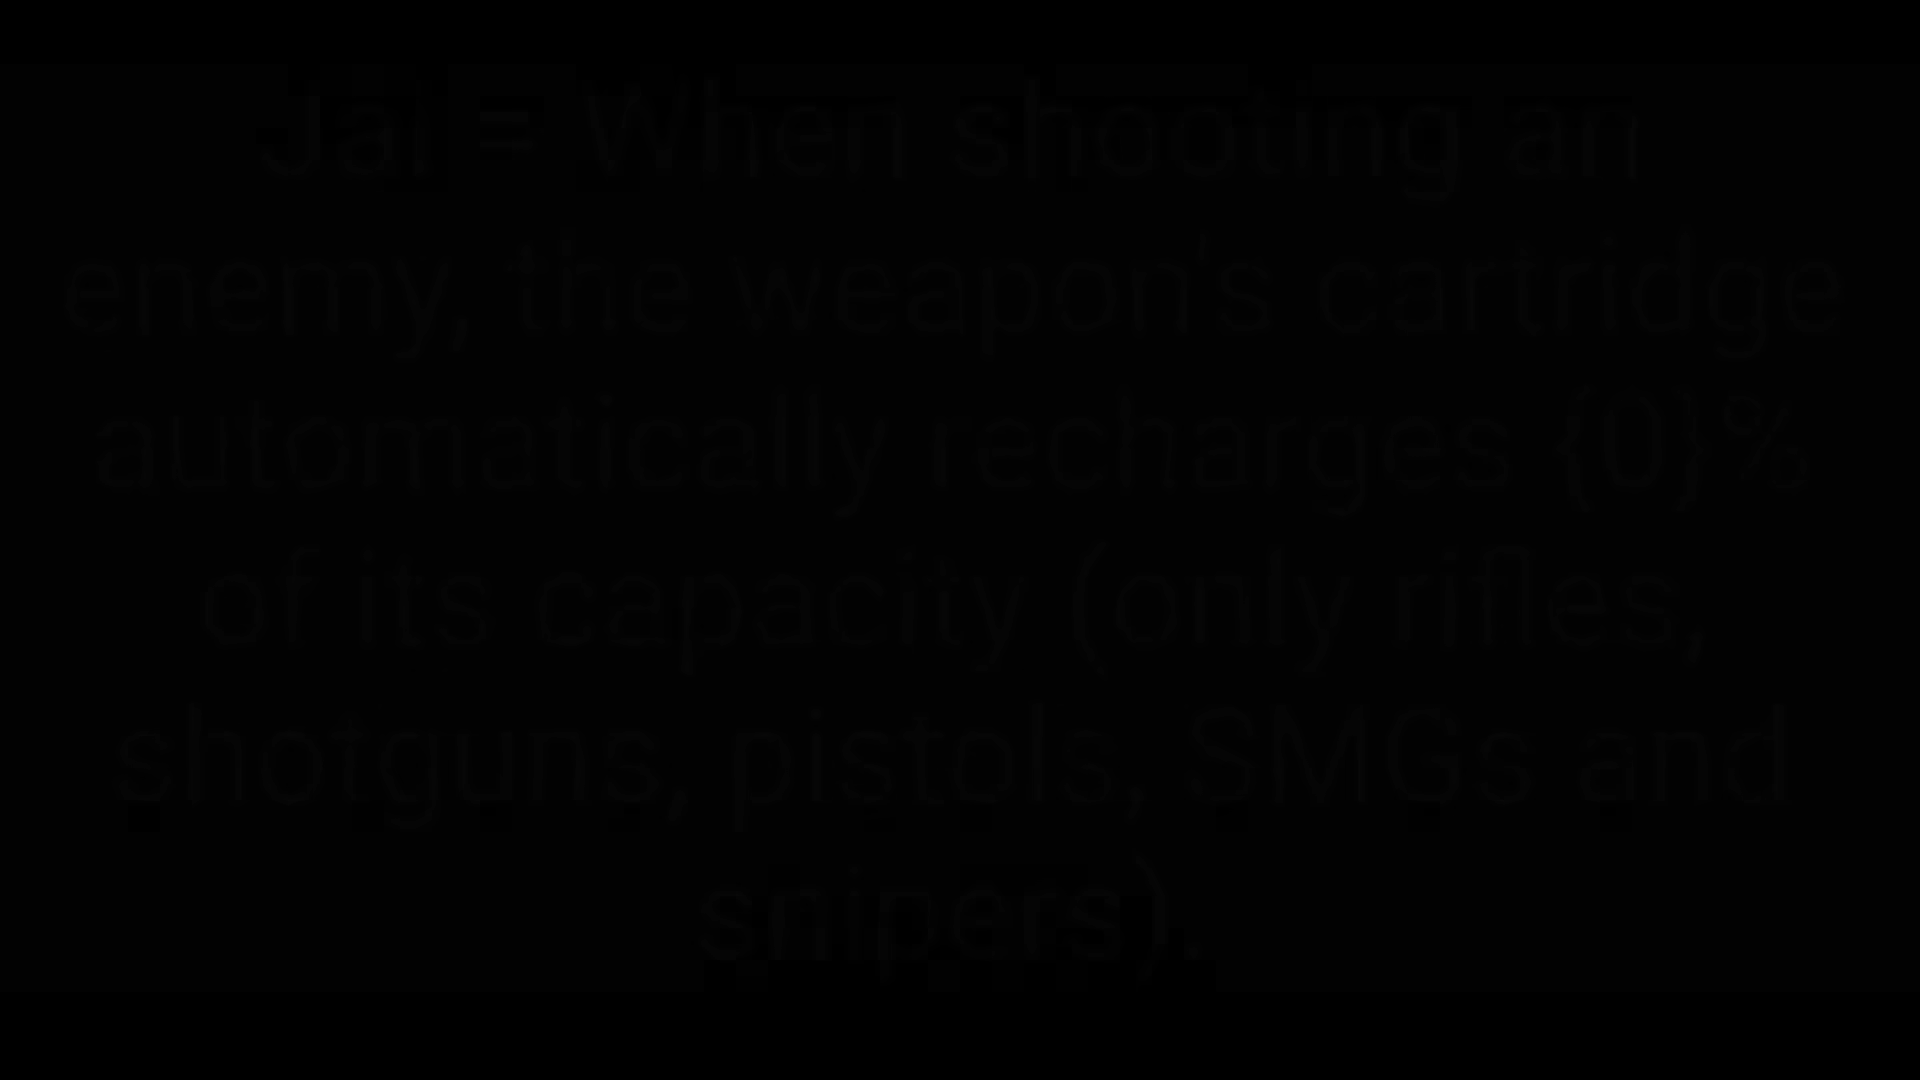 Jai = When shooting an
enemy, the weapon's cartridge
automatically recharges {0}%
of its capacity (only rifles,
shotguns, pistols, SMGs and
snipers).